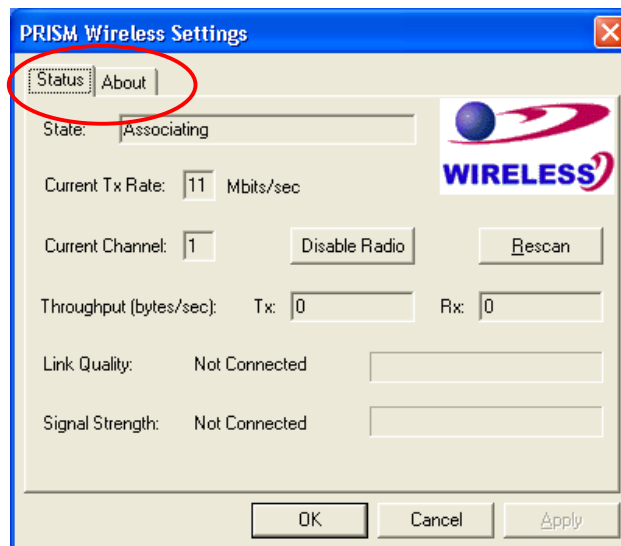 PRISM Wireless Settings
Status About
State: Associating
WIRELESS
Current Tx Rate: 11 Mbits/sec
Current Channel: 1 Disable Radio Rescan
Throughput (bytes/sec): Tx: 0 Rx: 0
Link Quality: Not Connected
Signal Strength: Not Connected
OK Cancel Apply